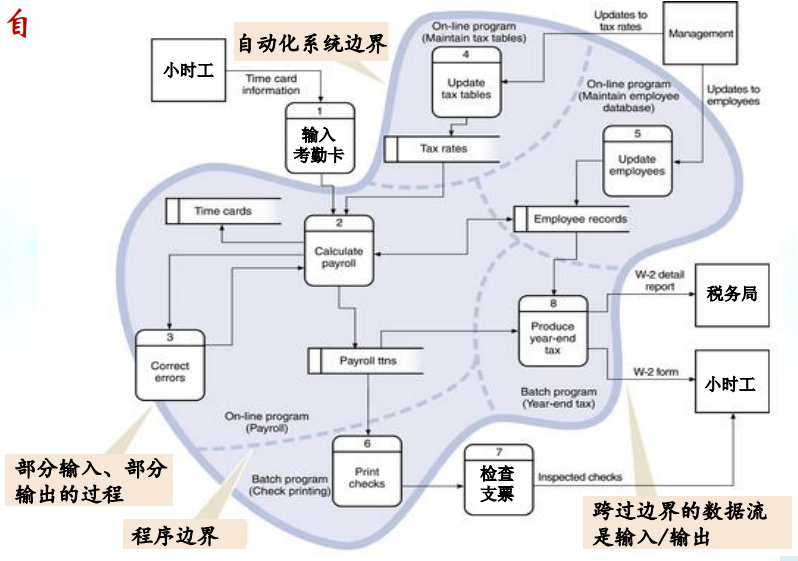 自
自动化系统边界
On-line program
(Maintain tax tables)
Updates to
tax rates
Management
小时工
Time card
information
4
Update
tax tables
On-line program
(Maintain employee
database)
Updates to
employees
1
输入
考勤卡
Tax rates
5
Update
employees
Time cards
2
Calculate
payroll
Employee records
W-2 detail
report
税务局
8
Produce
year-end
tax
3
Correct
errors
Payroll ttns
W-2 form
小时工
Batch program
(Year-end tax)
On-line program
(Payroll)
部分输入、部分
输出的过程
6
Print
checks
7
检查
支票
Batch program
(Check printing)
Inspected checks
程序边界
跨过边界的数据流
是输入/输出